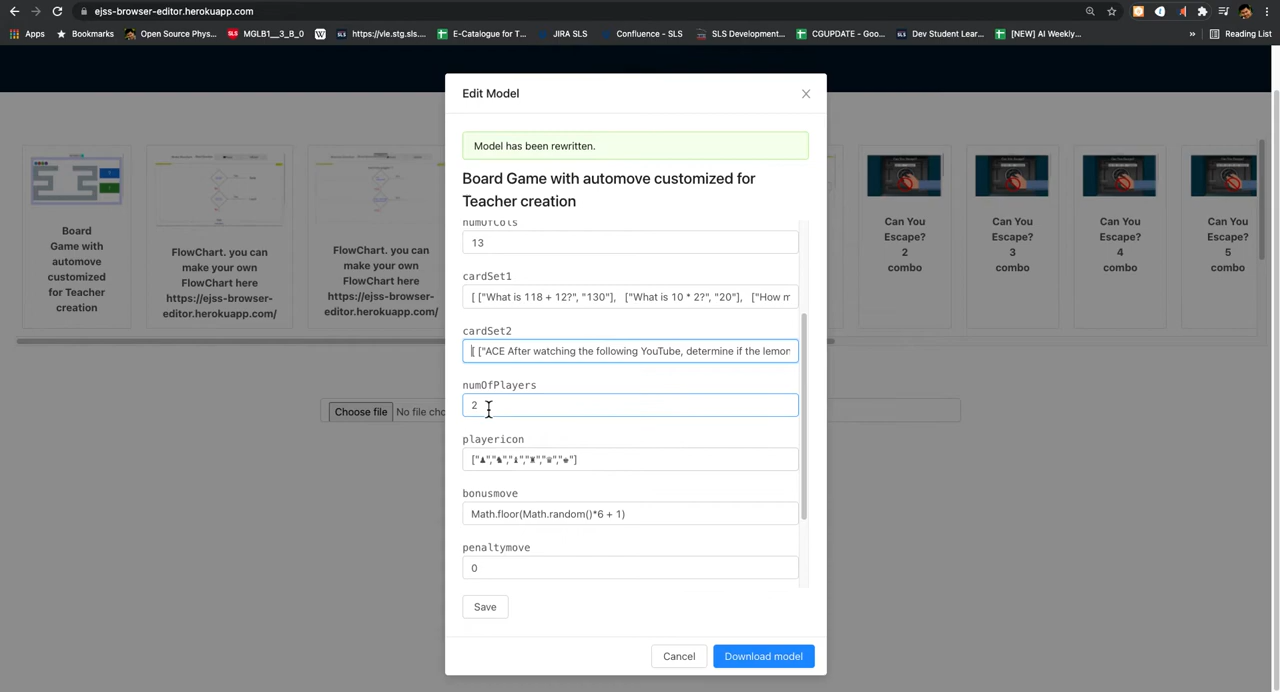 ejss-browser-editor.herokuapp.com
Apps
Bookmarks
Open Source Phys...
MGLB1__3_B_0
https://vle.stg.sls....
E-Catalogue for T...
JIRA SLS
Confluence - SLS
SLS Development...
CGUPDATE - Goo...
Dev Student Lear...
[NEW] AI Weekly...
»
Reading List
Edit Model
Model has been rewritten.
Board Game with automove customized for
Teacher creation
numOfCols
13
cardSet1
[ ["What is 118 + 12?", "130"],   ["What is 10 * 2?", "20"],   ["How m
cardSet2
[ ["ACE After watching the following YouTube, determine if the lemon
numOfPlayers
2
playericon
["♟","♞","♝","♜","♛","♚"]
bonusmove
Math.floor(Math.random()*6 + 1)
penaltymove
0
Save
Cancel
Download model
Board
Game with
automove
customized
for Teacher
creation
FlowChart. you can
make your own
FlowChart here
https://ejss-browser-
editor.herokuapp.com/
FlowChart. you can
make your own
FlowChart here
https://ejss-browser-
editor.herokuapp.com/
Can You
Escape?
2
combo
Can You
Escape?
3
combo
Can You
Escape?
4
combo
Can You
Escape?
5
combo
Choose file
No file cho